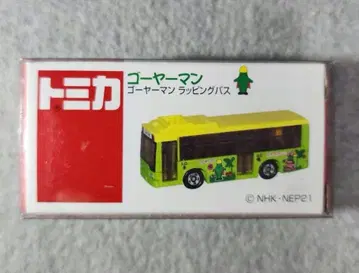 トミカ
ゴーヤーマン
ゴーヤーマン ラッピングバス
© NHK・NEP21